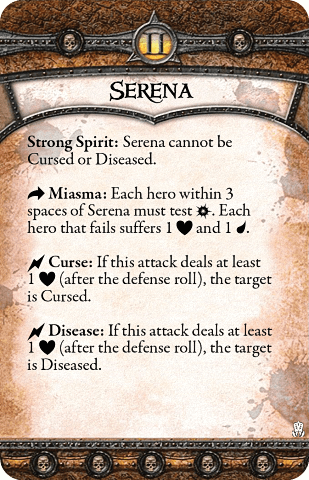 II
SERENA
Strong Spirit: Serena cannot be
Cursed or Diseased.
Miasma: Each hero within 3
spaces of Serena must test . Each
hero that fails suffers 1 and 1 .
Curse: If this attack deals at least
1 (after the defense roll), the target
is Cursed.
Disease: If this attack deals at least
1 (after the defense roll), the target
is Diseased.